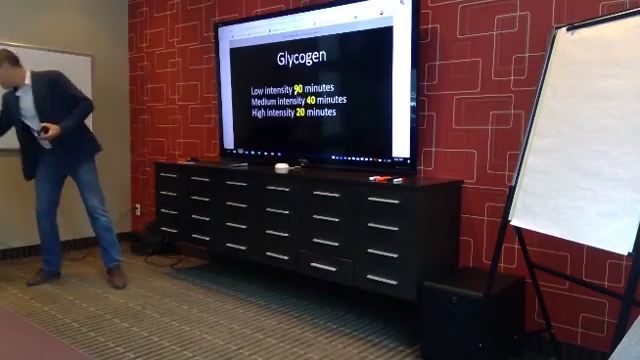 Glycogen
Low intensity 90 minutes
Medium intensity 40 minutes
High intensity 20 minutes